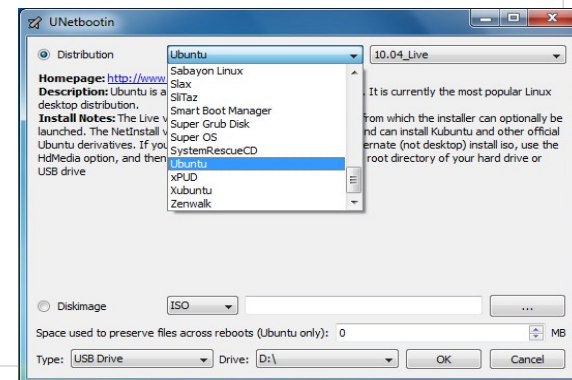 UNetbootin
Distribution
Ubuntu
10.04_Live
Homepage: http://www
Description: Ubuntu is a
. It is currently the most popular Linux
desktop distribution.
Install Notes: The Live v
from which the installer can optionally be
launched. The NetInstall v
nd can install Kubuntu and other official
Ubuntu derivatives. If you
ernate (not desktop) install iso, use the
HdMedia option, and then
root directory of your hard drive or
USB drive
Sabayon Linux
Slax
SliTaz
Smart Boot Manager
Super Grub Disk
Super OS
SystemRescueCD
Ubuntu
xPUD
Xubuntu
Zenwalk
Diskimage
ISO
...
Space used to preserve files across reboots (Ubuntu only): 0 MB
Type: USB Drive Drive: D:\ OK Cancel